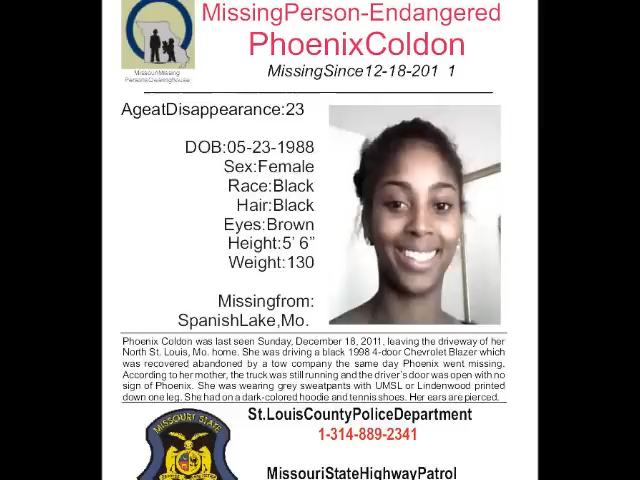 MissingPerson-Endangered
PhoenixColdon
MissingSince12-18-201 1
MissouriMissing
PersonsClearinghouse
AgeatDisappearance:23
DOB:05-23-1988
Sex:Female
Race:Black
Hair:Black
Eyes:Brown
Height:5' 6”
Weight:130
Missingfrom:
SpanishLake,Mo.
Phoenix Coldon was last seen Sunday, December 18, 2011, leaving the driveway of her
North St. Louis, Mo. home. She was driving a black 1998 4-door Chevrolet Blazer which
was recovered abandoned by a tow company the same day Phoenix went missing.
According to her mother, the truck was still running and the driver's door was open with no
sign of Phoenix. She was wearing grey sweatpants with UMSL or Lindenwood printed
down one leg. She had on a dark-colored hoodie and tennis shoes. Her ears are pierced.
St.LouisCountyPoliceDepartment
1-314-889-2341
MISSOURI STATE
MissouriStateHighwayPatrol